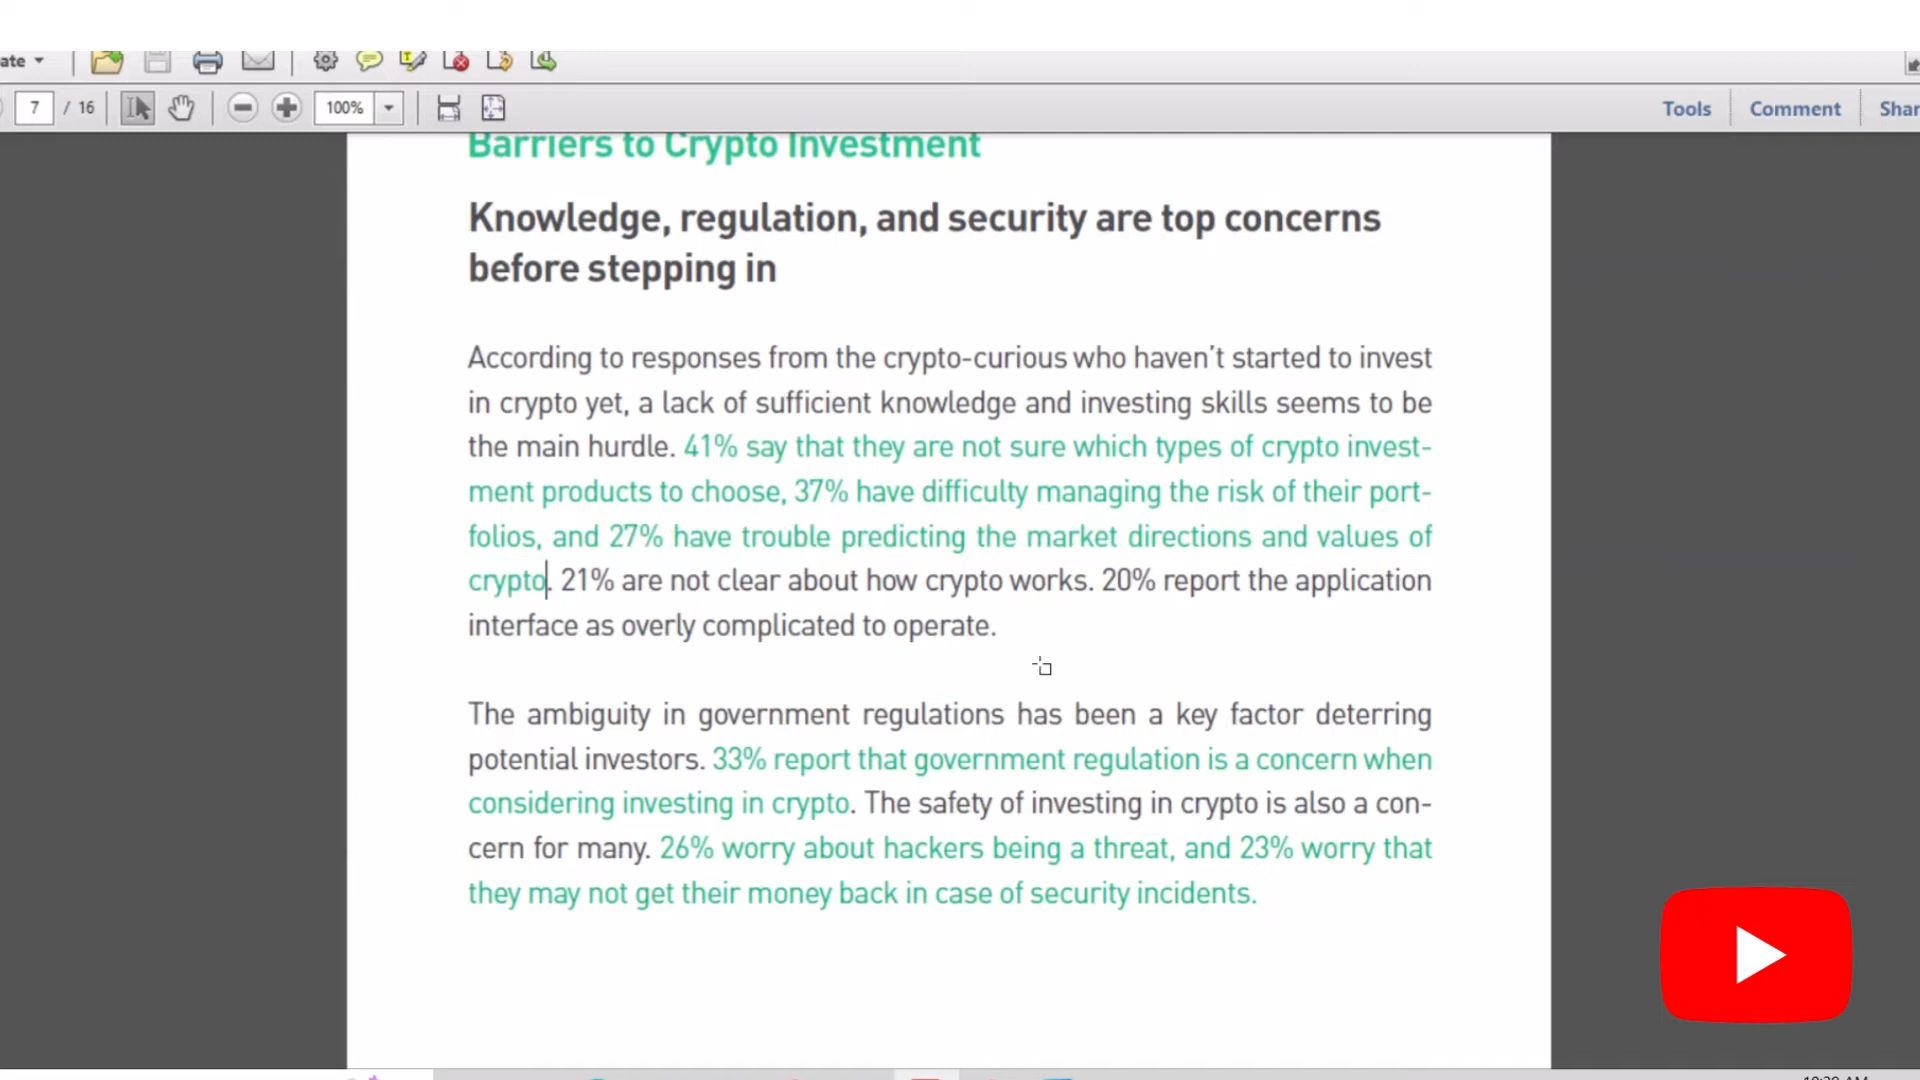 ate
7 / 16
100%
Tools
Comment
Shar
Barriers to Crypto Investment
Knowledge, regulation, and security are top concerns
before stepping in
According to responses from the crypto-curious who haven't started to invest
in crypto yet, a lack of sufficient knowledge and investing skills seems to be
the main hurdle. 41% say that they are not sure which types of crypto invest-
ment products to choose, 37% have difficulty managing the risk of their port-
folios, and 27% have trouble predicting the market directions and values of
crypto. 21% are not clear about how crypto works. 20% report the application
interface as overly complicated to operate.
The ambiguity in government regulations has been a key factor deterring
potential investors. 33% report that government regulation is a concern when
considering investing in crypto. The safety of investing in crypto is also a con-
cern for many. 26% worry about hackers being a threat, and 23% worry that
they may not get their money back in case of security incidents.